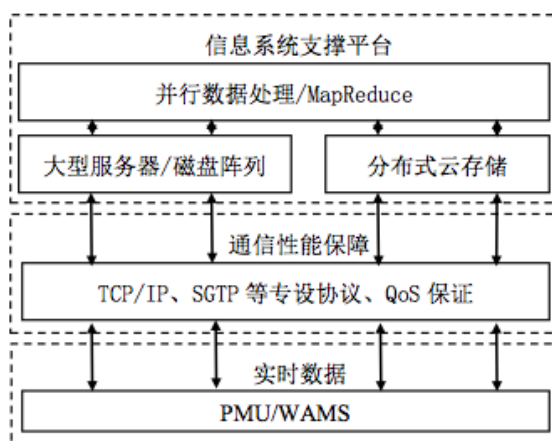 信息系统支撑平台
并行数据处理/MapReduce
大型服务器/磁盘阵列
分布式云存储
通信性能保障
TCP/IP、SGTP 等专设协议、QoS 保证
实时数据
PMU/WAMS